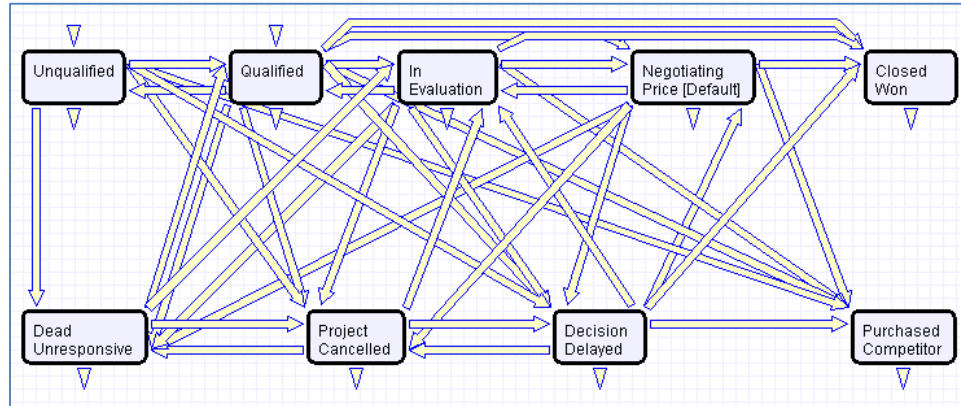 Unqualified
Qualified
In
Evaluation
Negotiating
Price [Default]
Closed
Won
Dead
Unresponsive
Project
Cancelled
Decision
Delayed
Purchased
Competitor